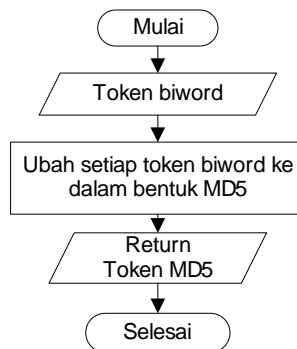 Mulai
Token biword
Ubah setiap token biword ke
dalam bentuk MD5
Return
Token MD5
Selesai